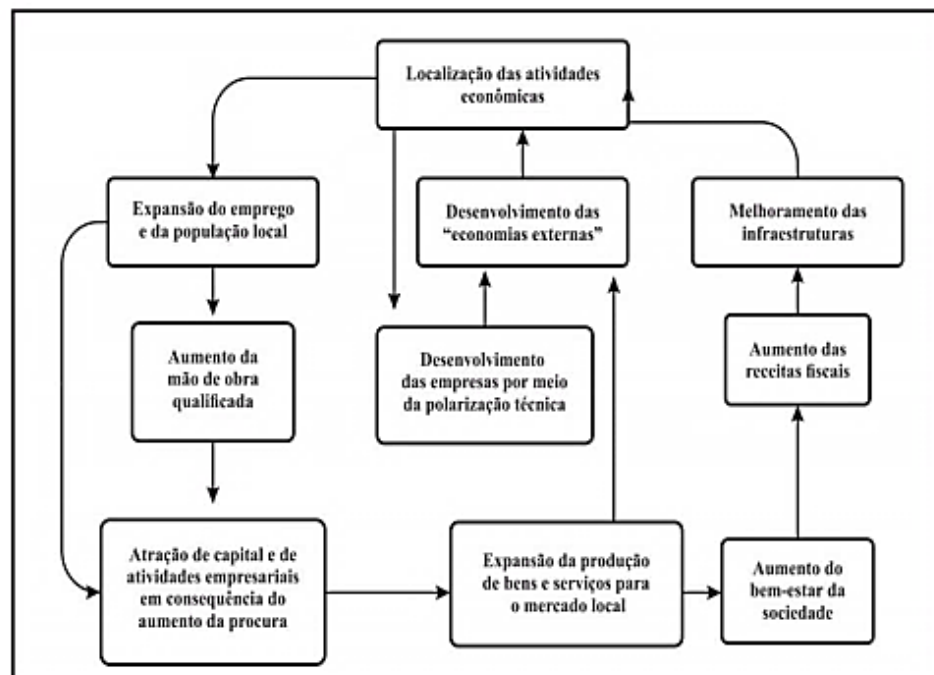 Localização das atividades
econômicas
Expansão do emprego
e da população local
Desenvolvimento das
“economias externas”
Melhoramento das
infraestruturas
Aumento da
mão de obra
qualificada
Desenvolvimento
das empresas por meio
da polarização técnica
Aumento das
receitas fiscais
Atração de capital e de
atividades empresariais
em consequência do
aumento da procura
Expansão da produção
de bens e serviços para
o mercado local
Aumento do
bem-estar da
sociedade